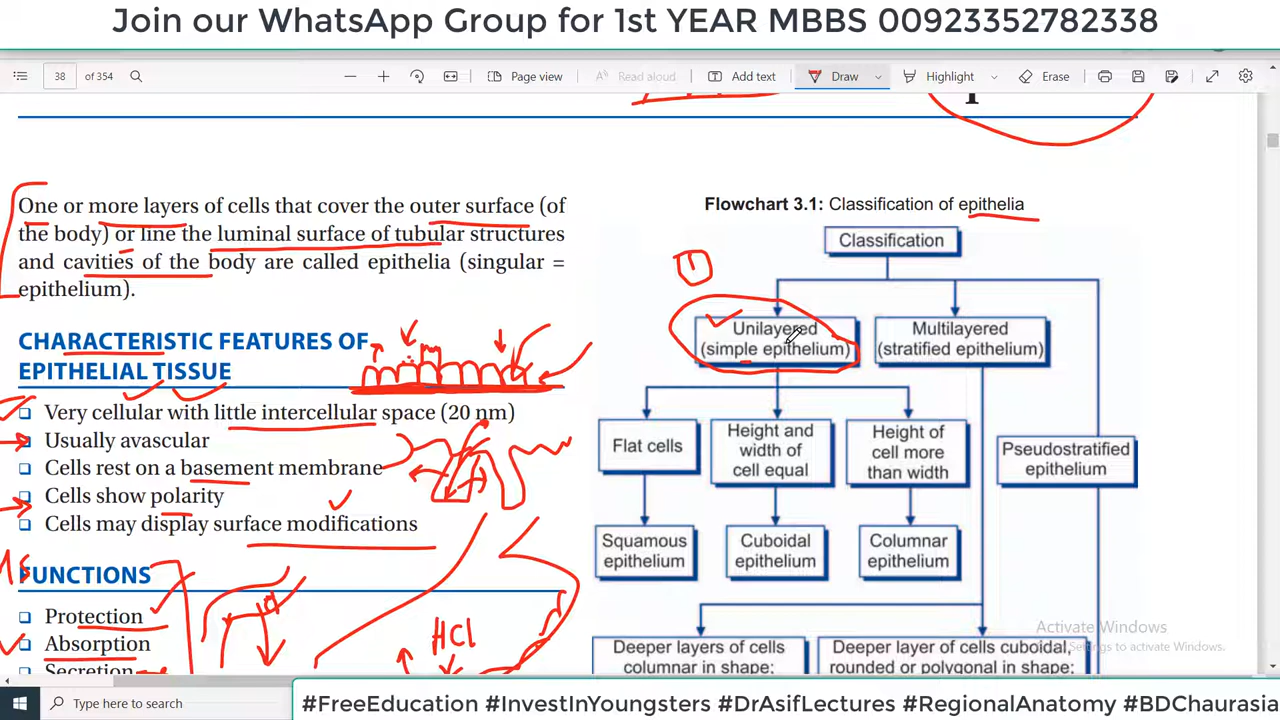 Join our WhatsApp Group for 1st YEAR MBBS 00923352782338
38 of 354
Page view
Read aloud
Add text
Draw
Highlight
Erase
One or more layers of cells that cover the outer surface (of
the body) or line the luminal surface of tubular structures
and cavities of the body are called epithelia (singular =
epithelium).
CHARACTERISTIC FEATURES OF
EPITHELIAL TISSUE
Very cellular with little intercellular space (20 nm)
Usually avascular
Cells rest on a basement membrane
Cells show polarity
Cells may display surface modifications
FUNCTIONS
Protection
Absorption
Secretion
HCl
Flowchart 3.1: Classification of epithelia
Classification
1
Unilayered
(simple epithelium)
Multilayered
(stratified epithelium)
Flat cells
Height and
width of
cell equal
Height of
cell more
than width
Pseudostratified
epithelium
Squamous
epithelium
Cuboidal
epithelium
Columnar
epithelium
Deeper layers of cells
columnar in shape;
Deeper layer of cells cuboidal,
rounded or polygonal in shape;
Activate Windows
Settings to activate Windows.
Type here to search
#FreeEducation #InvestInYoungsters #DrAsifLectures #RegionalAnatomy #BDChaurasia